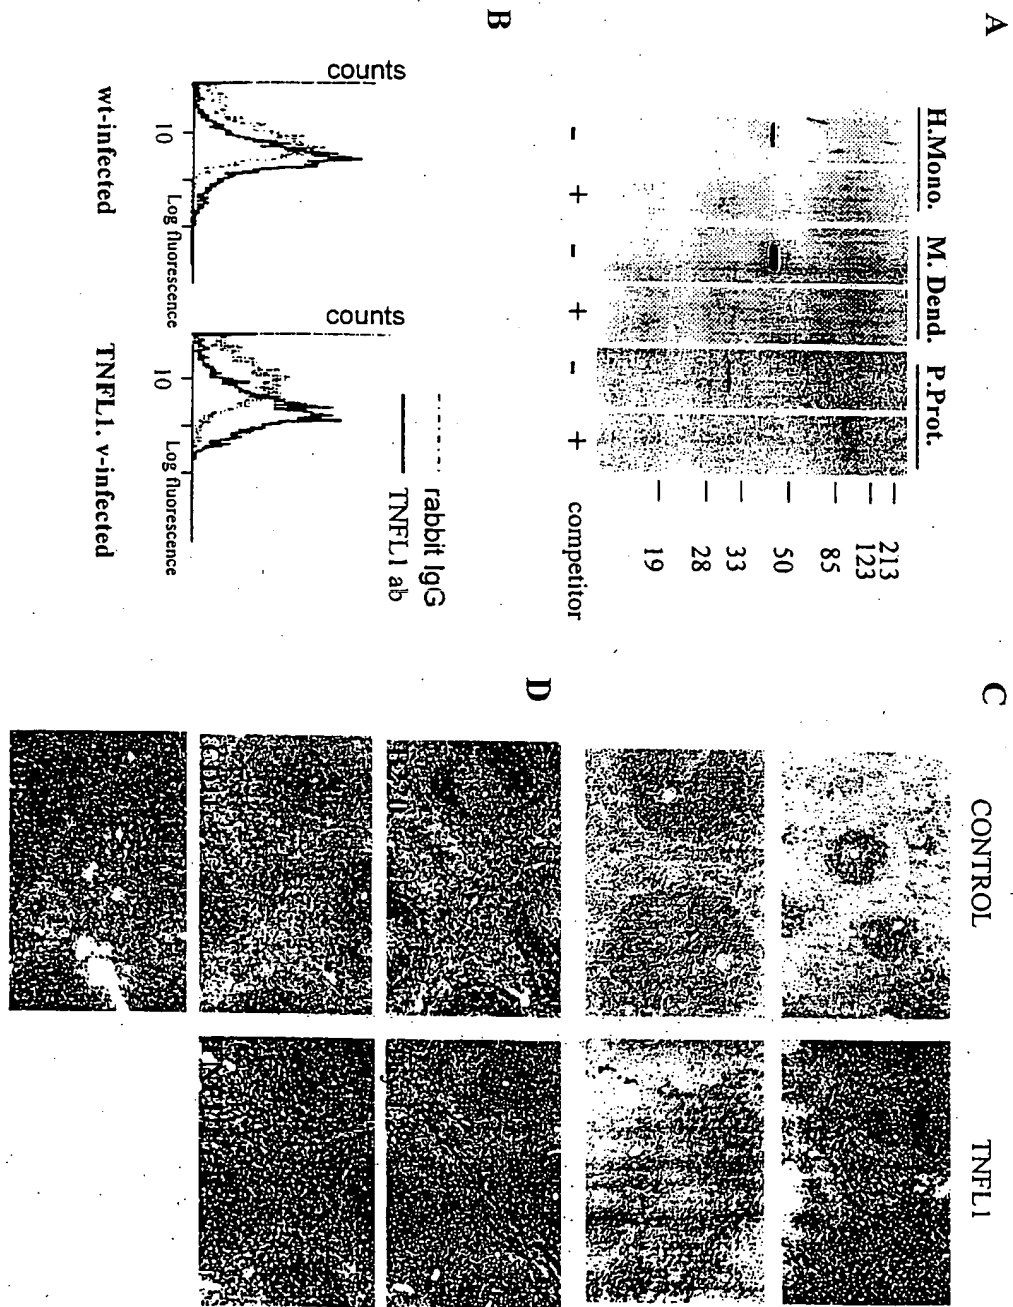 A
H.Mono. M. Dend. P.Prot.
213
123
85
50
33
28
19
- + - + - + competitor
B
rabbit IgG
TNFL1 ab
counts
10
Log fluorescence
wt-infected
counts
10
Log fluorescence
TNFL1. v-infected
C
CONTROL TNFL1
D